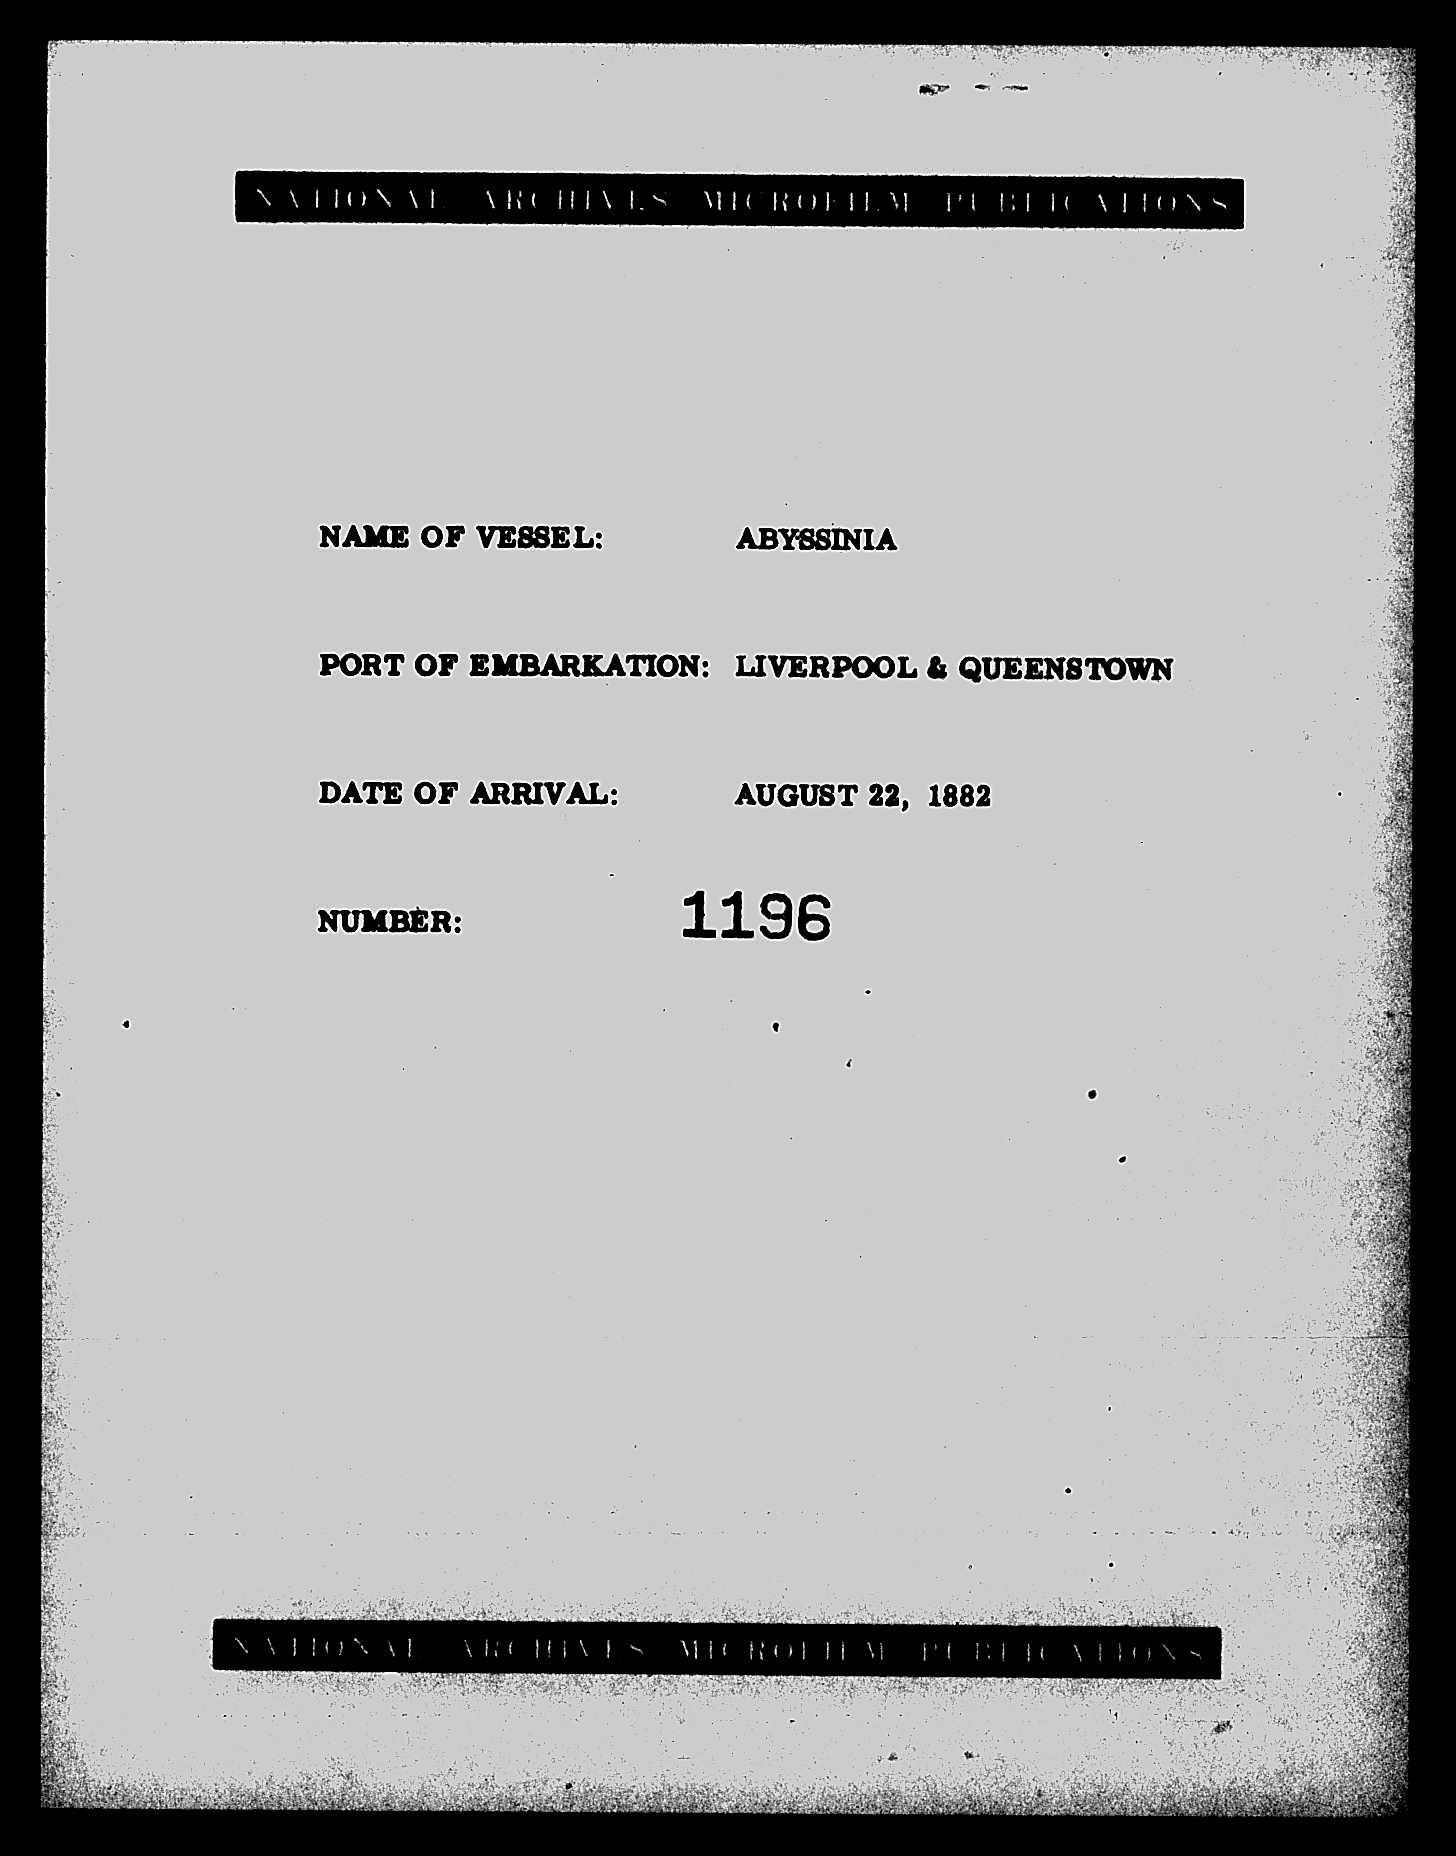 NATIONAL ARCHIVES MICROFILM PUBLICATIONS
NAME OF VESSEL: ABYSSINIA
PORT OF EMBARKATION: LIVERPOOL & QUEENSTOWN
DATE OF ARRIVAL: AUGUST 22, 1882
NUMBER: 1196
NATIONAL ARCHIVES MICROFILM PUBLICATIONS